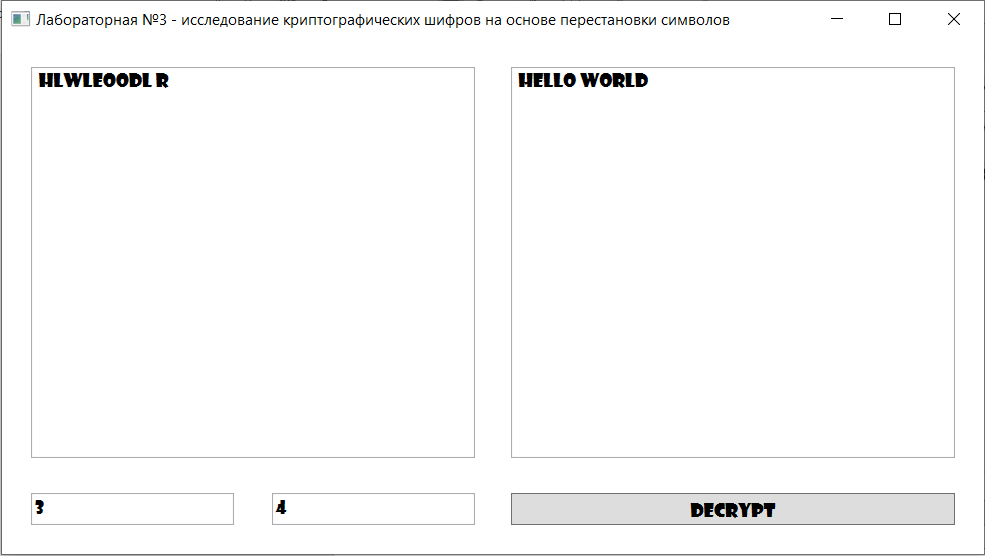 Лабораторная №3 - исследование криптографических шифров на основе перестановки символов
HLWLEOODL R
HELLO WORLD
3
4
DECRYPT